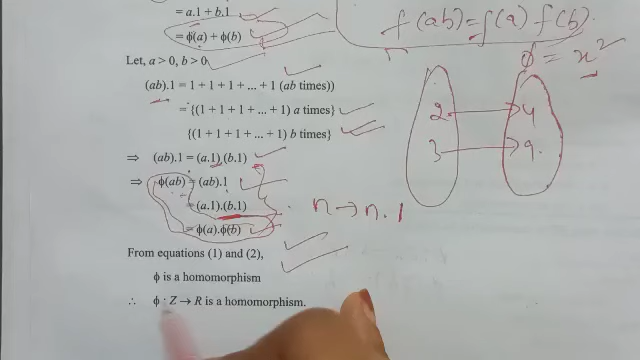 = a.1 + b.1
= ϕ(a) + ϕ(b)
f(ab)=f(a) f(b).
Let, a > 0, b > 0
ϕ = x²
(ab).1 = 1 + 1 + 1 + ... + 1 (ab times))
= {(1 + 1 + 1 + ... + 1) a times}
{(1 + 1 + 1 + ... + 1) b times}
2 → 4
3 → 9.
⇒ (ab).1 = (a.1) (b.1)
⇒ ϕ(ab) = (ab).1
= (a.1).(b.1)
n → n.1
= ϕ(a).ϕ(b)
From equations (1) and (2),
ϕ is a homomorphism
∴ ϕ : Z → R is a homomorphism.